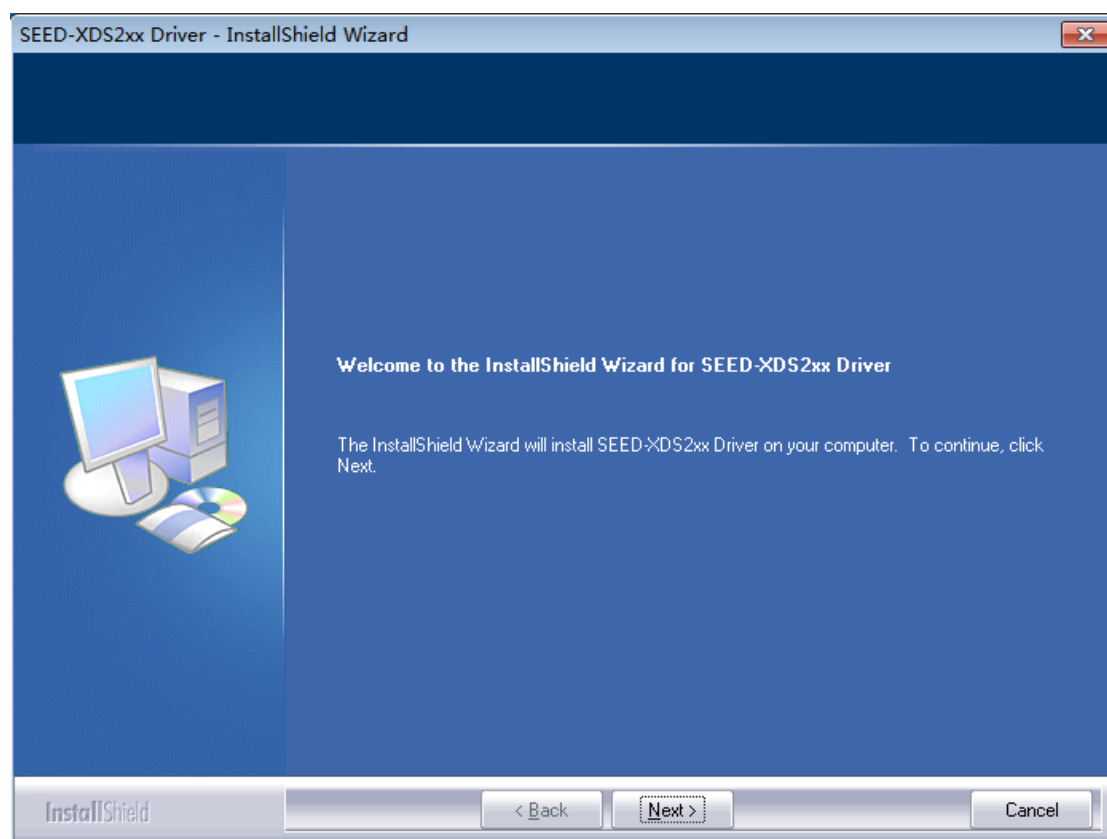 SEED-XDS2xx Driver - InstallShield Wizard
Welcome to the InstallShield Wizard for SEED-XDS2xx Driver
The InstallShield Wizard will install SEED-XDS2xx Driver on your computer. To continue, click
Next.
InstallShield
< Back
Next >
Cancel